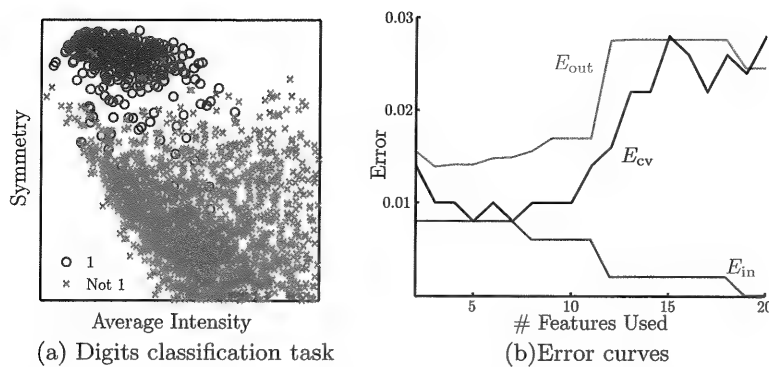 Symmetry
1
Not 1
Average Intensity
(a) Digits classification task
Error
0.03
0.02
0.01
E_out
E_cv
E_in
5
10
15
20
# Features Used
(b)Error curves